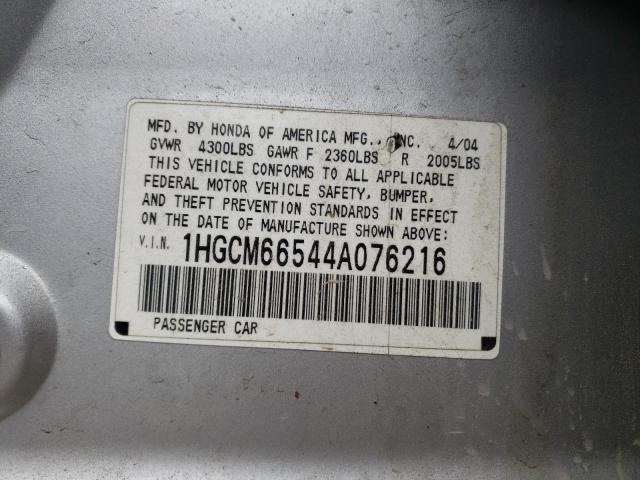 MFD. BY HONDA OF AMERICA MFG., INC. 4/04
GVWR 4300LBS GAWR F 2360LBS R 2005LBS
THIS VEHICLE CONFORMS TO ALL APPLICABLE
FEDERAL MOTOR VEHICLE SAFETY, BUMPER,
AND THEFT PREVENTION STANDARDS IN EFFECT
ON THE DATE OF MANUFACTURE SHOWN ABOVE:
V.I.N. 1HGCM66544A076216
PASSENGER CAR